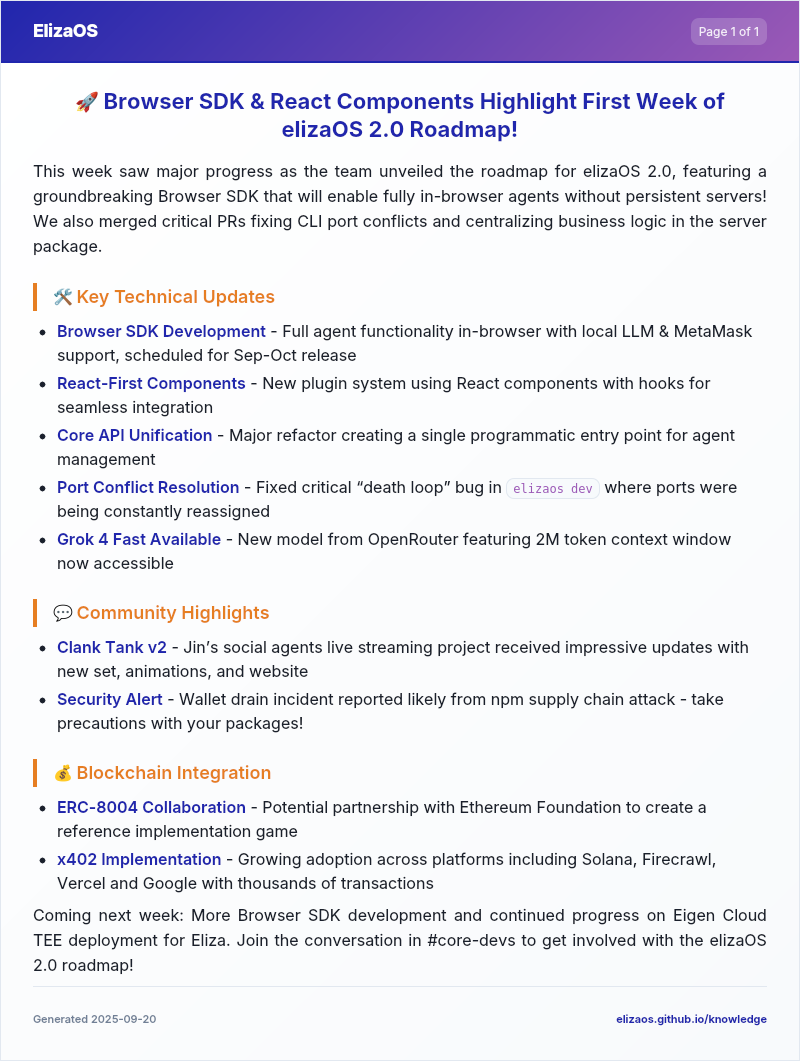 ElizaOS
Page 1 of 1
🚀 Browser SDK & React Components Highlight First Week of
elizaOS 2.0 Roadmap!
This week saw major progress as the team unveiled the roadmap for elizaOS 2.0, featuring a
groundbreaking Browser SDK that will enable fully in-browser agents without persistent servers!
We also merged critical PRs fixing CLI port conflicts and centralizing business logic in the server
package.
🛠️ Key Technical Updates
• Browser SDK Development - Full agent functionality in-browser with local LLM & MetaMask
support, scheduled for Sep-Oct release
• React-First Components - New plugin system using React components with hooks for
seamless integration
• Core API Unification - Major refactor creating a single programmatic entry point for agent
management
• Port Conflict Resolution - Fixed critical “death loop” bug in elizaos dev where ports were
being constantly reassigned
• Grok 4 Fast Available - New model from OpenRouter featuring 2M token context window
now accessible
💬 Community Highlights
• Clank Tank v2 - Jin’s social agents live streaming project received impressive updates with
new set, animations, and website
• Security Alert - Wallet drain incident reported likely from npm supply chain attack - take
precautions with your packages!
💰 Blockchain Integration
• ERC-8004 Collaboration - Potential partnership with Ethereum Foundation to create a
reference implementation game
• x402 Implementation - Growing adoption across platforms including Solana, Firecrawl,
Vercel and Google with thousands of transactions
Coming next week: More Browser SDK development and continued progress on Eigen Cloud
TEE deployment for Eliza. Join the conversation in #core-devs to get involved with the elizaOS
2.0 roadmap!
Generated 2025-09-20
elizaos.github.io/knowledge